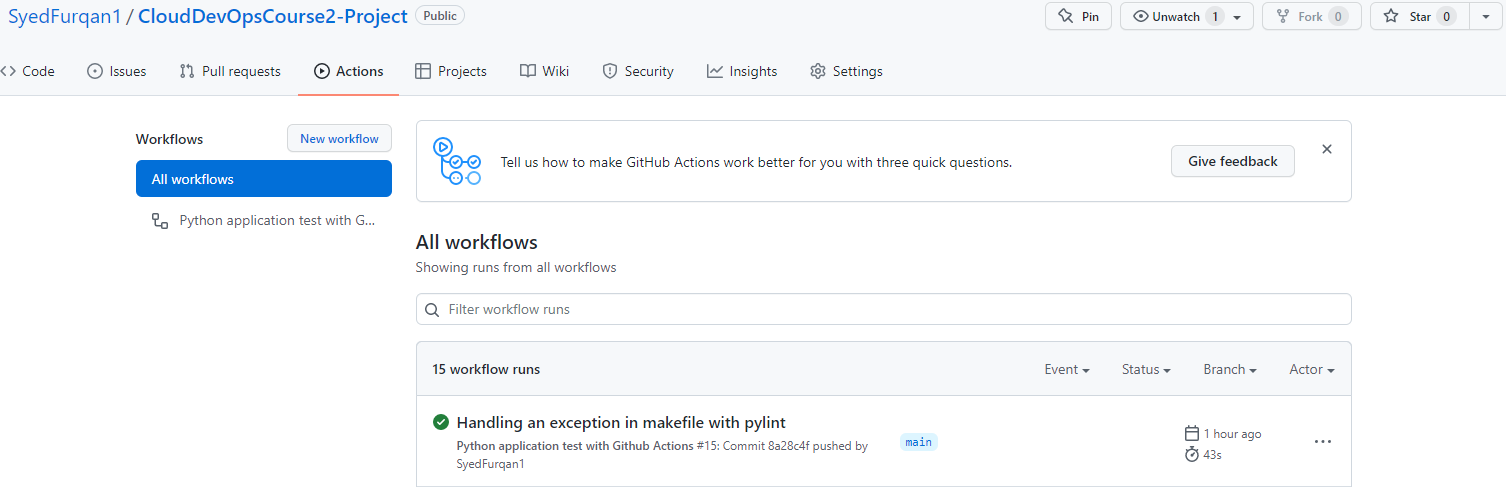 SyedFurqan1 / CloudDevOpsCourse2-Project Public Pin Unwatch 1 Fork 0 Star 0
Code Issues Pull requests Actions Projects Wiki Security Insights Settings
Workflows New workflow
All workflows
Python application test with G...
Tell us how to make GitHub Actions work better for you with three quick questions. Give feedback
All workflows
Showing runs from all workflows
Filter workflow runs
15 workflow runs Event Status Branch Actor
Handling an exception in makefile with pylint
Python application test with Github Actions #15: Commit 8a28c4f pushed by
SyedFurqan1
main
1 hour ago
43s